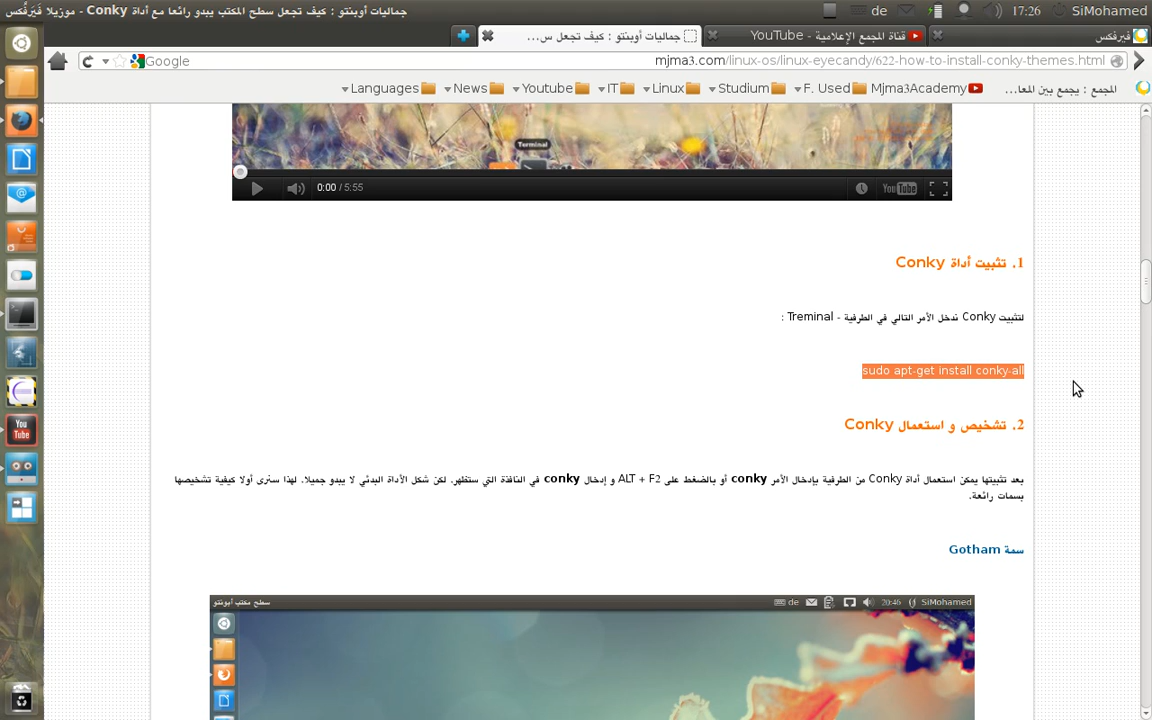 جماليات أوبنتو : كيف تجعل سطح المكتب يبدو رائعا مع أداة Conky - موزيلا فَيَرفُكس
de
17:26
SiMohamed
جماليات أوبنتو : كيف تجعل س...
قناة المجمع الإعلامية - YouTube
فيرفكس
Google
mjma3.com/linux-os/linux-eyecandy/622-how-to-install-conky-themes.html
Languages
News
Youtube
IT
Linux
Studium
F. Used
Mjma3Academy
المجمع : يجمع بين المعا...
Terminal
0:00 / 5:55
YouTube
1. تثبيت أداة Conky
لتثبيت Conky ندخل الأمر التالي في الطرفية - Treminal :
sudo apt-get install conky-all
2. تشخيص و استعمال Conky
بعد تثبيتها يمكن استعمال أداة Conky من الطرفية بإدخال الأمر conky أو بالضغط على ALT + F2 و إدخال conky في النافذة التي ستظهر. لكن شكل الأداة البدئي لا يبدو جميلا. لهذا سنرى أولا كيفية تشخيصها
بسمات رائعة.
سمة Gotham
سطح مكتب أبونتو
de
20:46
SiMohamed
You
Tube